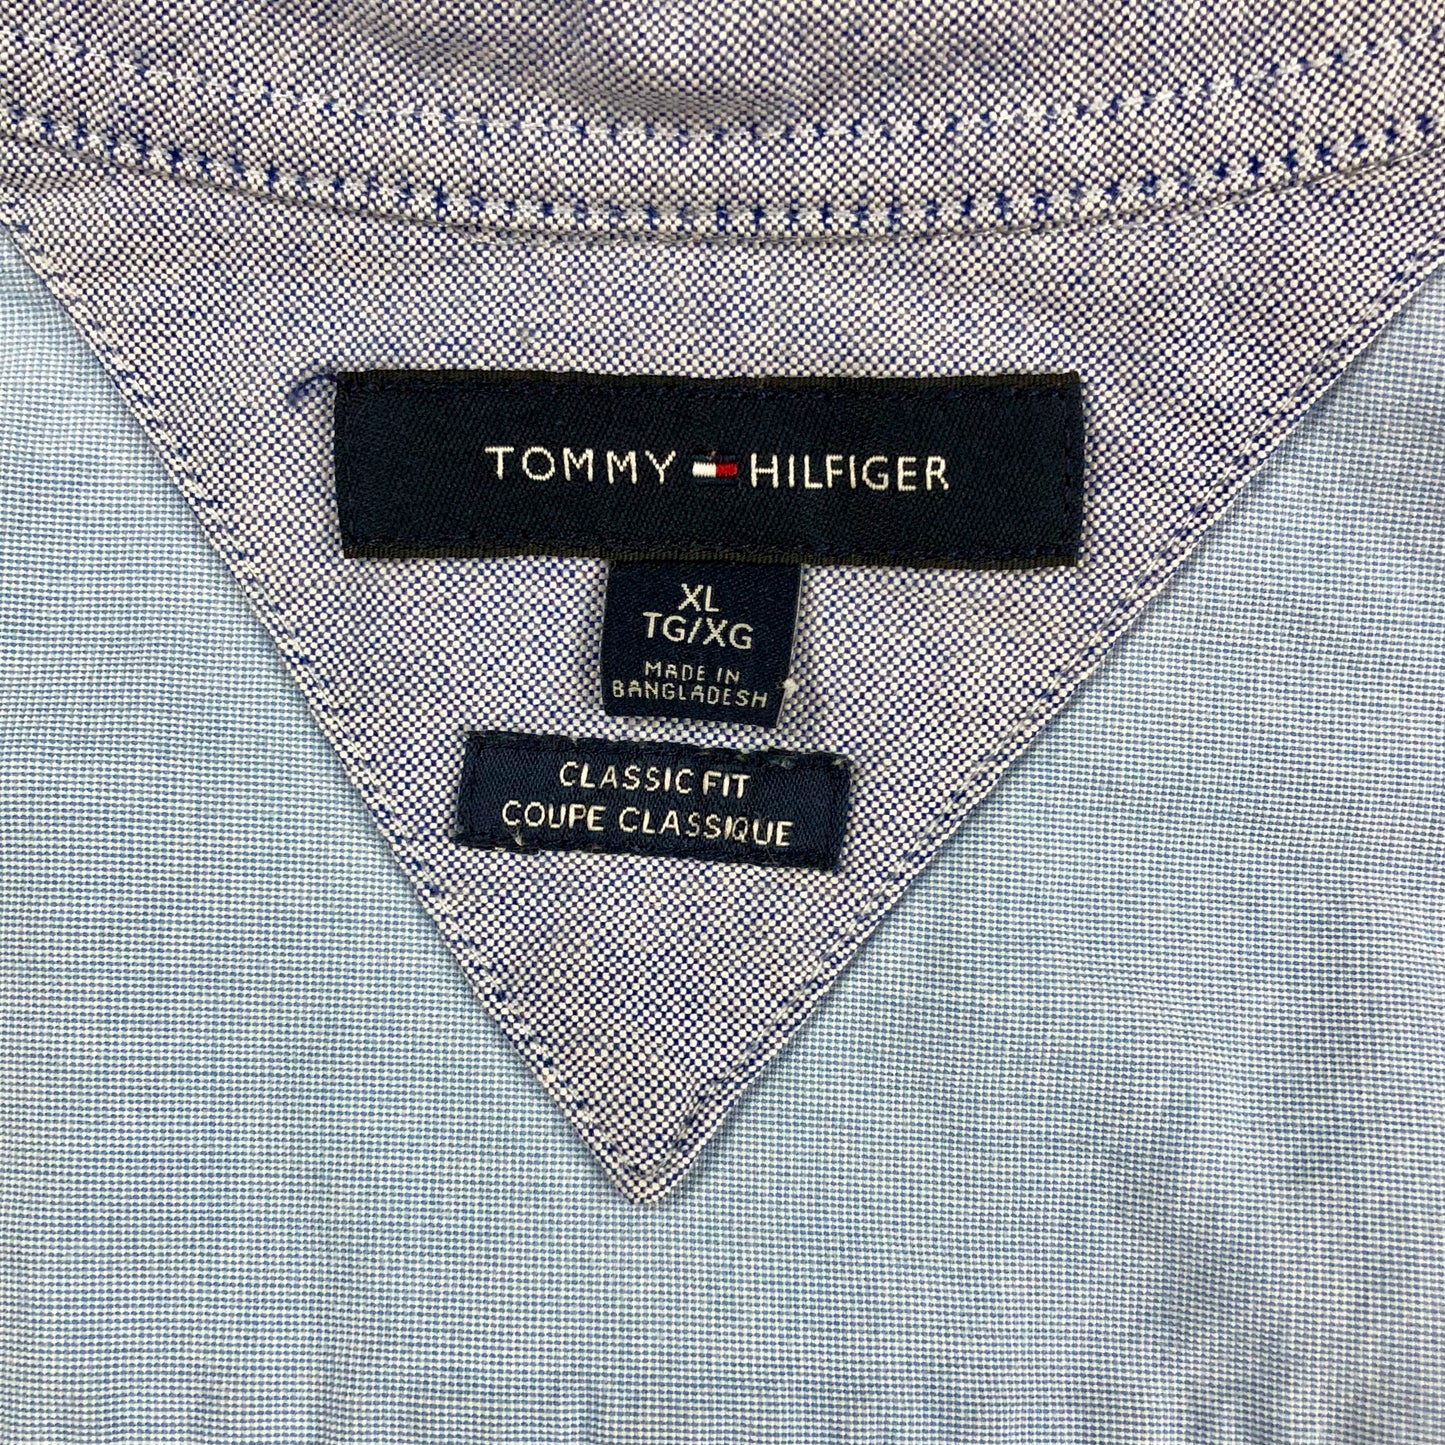 TOMMY HILFIGER
XL
TG/XG
MADE IN
BANGLADESH
CLASSIC FIT
COUPE CLASSIQUE